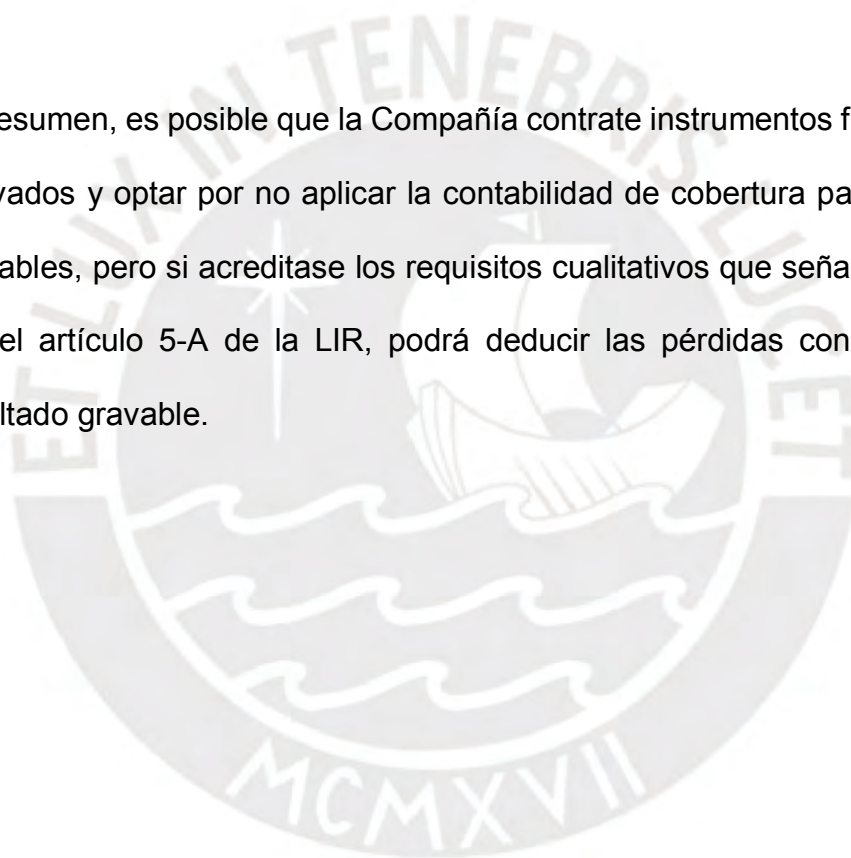 ET LUX IN TENEBRIS LUCET
esumen, es posible que la Compañía contrate instrumentos f
vados y optar por no aplicar la contabilidad de cobertura pa
ables, pero si acreditase los requisitos cualitativos que seña
el artículo 5-A de la LIR, podrá deducir las pérdidas con
ltado gravable.
MCMXVII